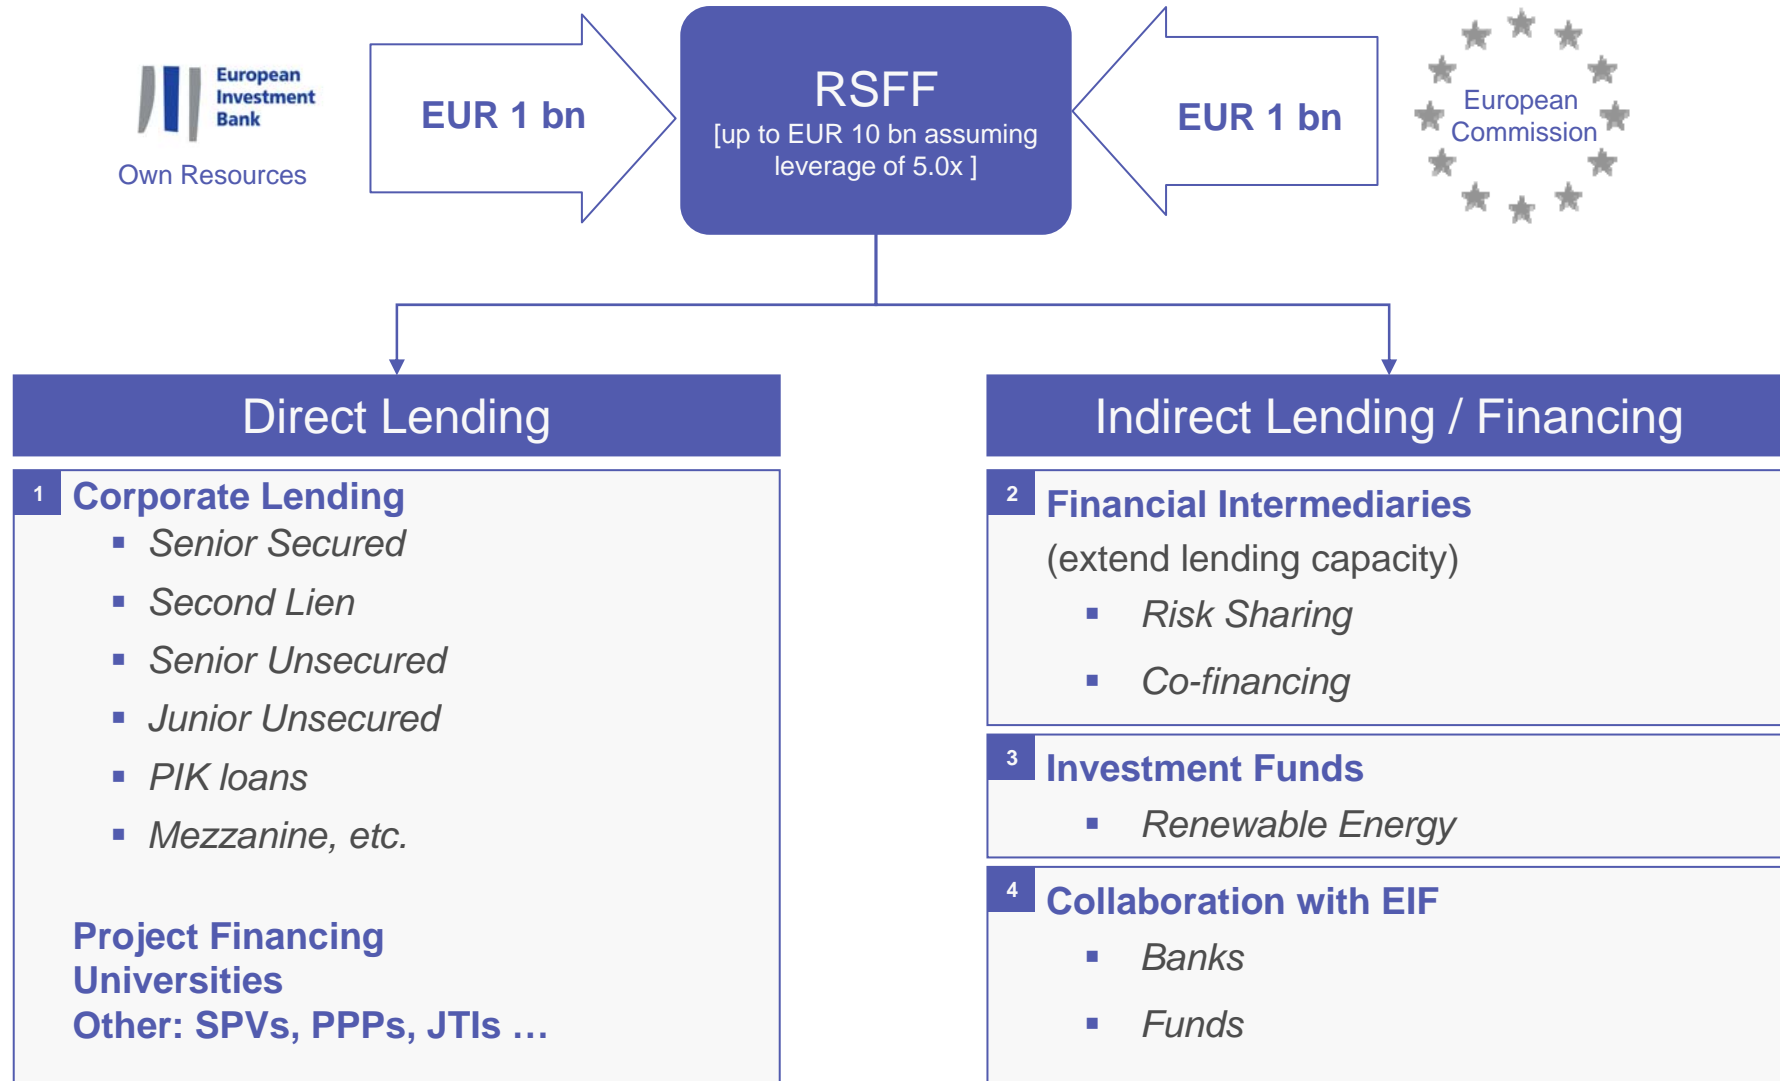 European
Investment
Bank
Own Resources
EUR 1 bn
RSFF
[up to EUR 10 bn assuming
leverage of 5.0x ]
EUR 1 bn
European
Commission
Direct Lending
1 Corporate Lending
▪ Senior Secured
▪ Second Lien
▪ Senior Unsecured
▪ Junior Unsecured
▪ PIK loans
▪ Mezzanine, etc.
Project Financing
Universities
Other: SPVs, PPPs, JTIs …
Indirect Lending / Financing
2 Financial Intermediaries
(extend lending capacity)
▪ Risk Sharing
▪ Co-financing
3 Investment Funds
▪ Renewable Energy
4 Collaboration with EIF
▪ Banks
▪ Funds